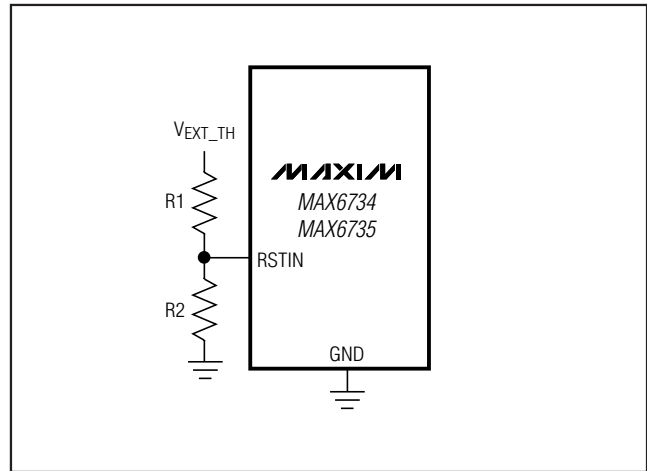 VEXT_TH
R1
MAXIM
MAX6734
MAX6735
RSTIN
R2
GND